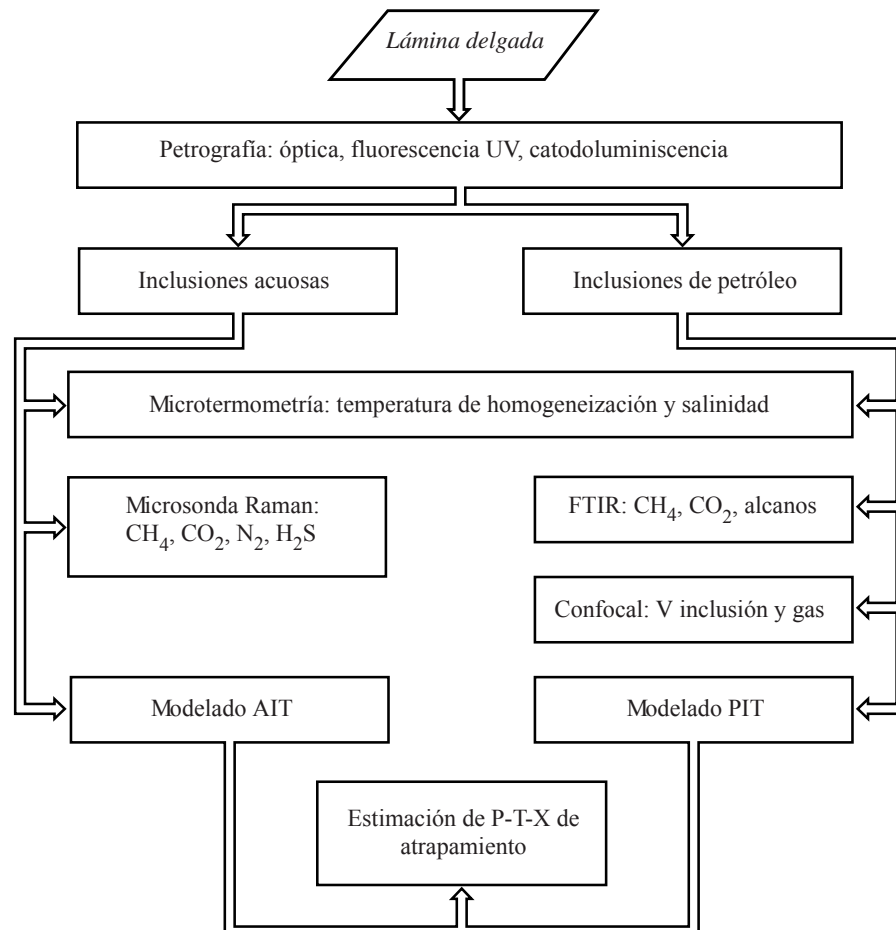 Lámina delgada
Petrografía: óptica, fluorescencia UV, catodoluminiscencia
Inclusiones acuosas
Inclusiones de petróleo
Microtermometría: temperatura de homogeneización y salinidad
Microsonda Raman:
CH₄, CO₂, N₂, H₂S
FTIR: CH₄, CO₂, alcanos
Confocal: V inclusión y gas
Modelado AIT
Modelado PIT
Estimación de P-T-X de
atrapamiento